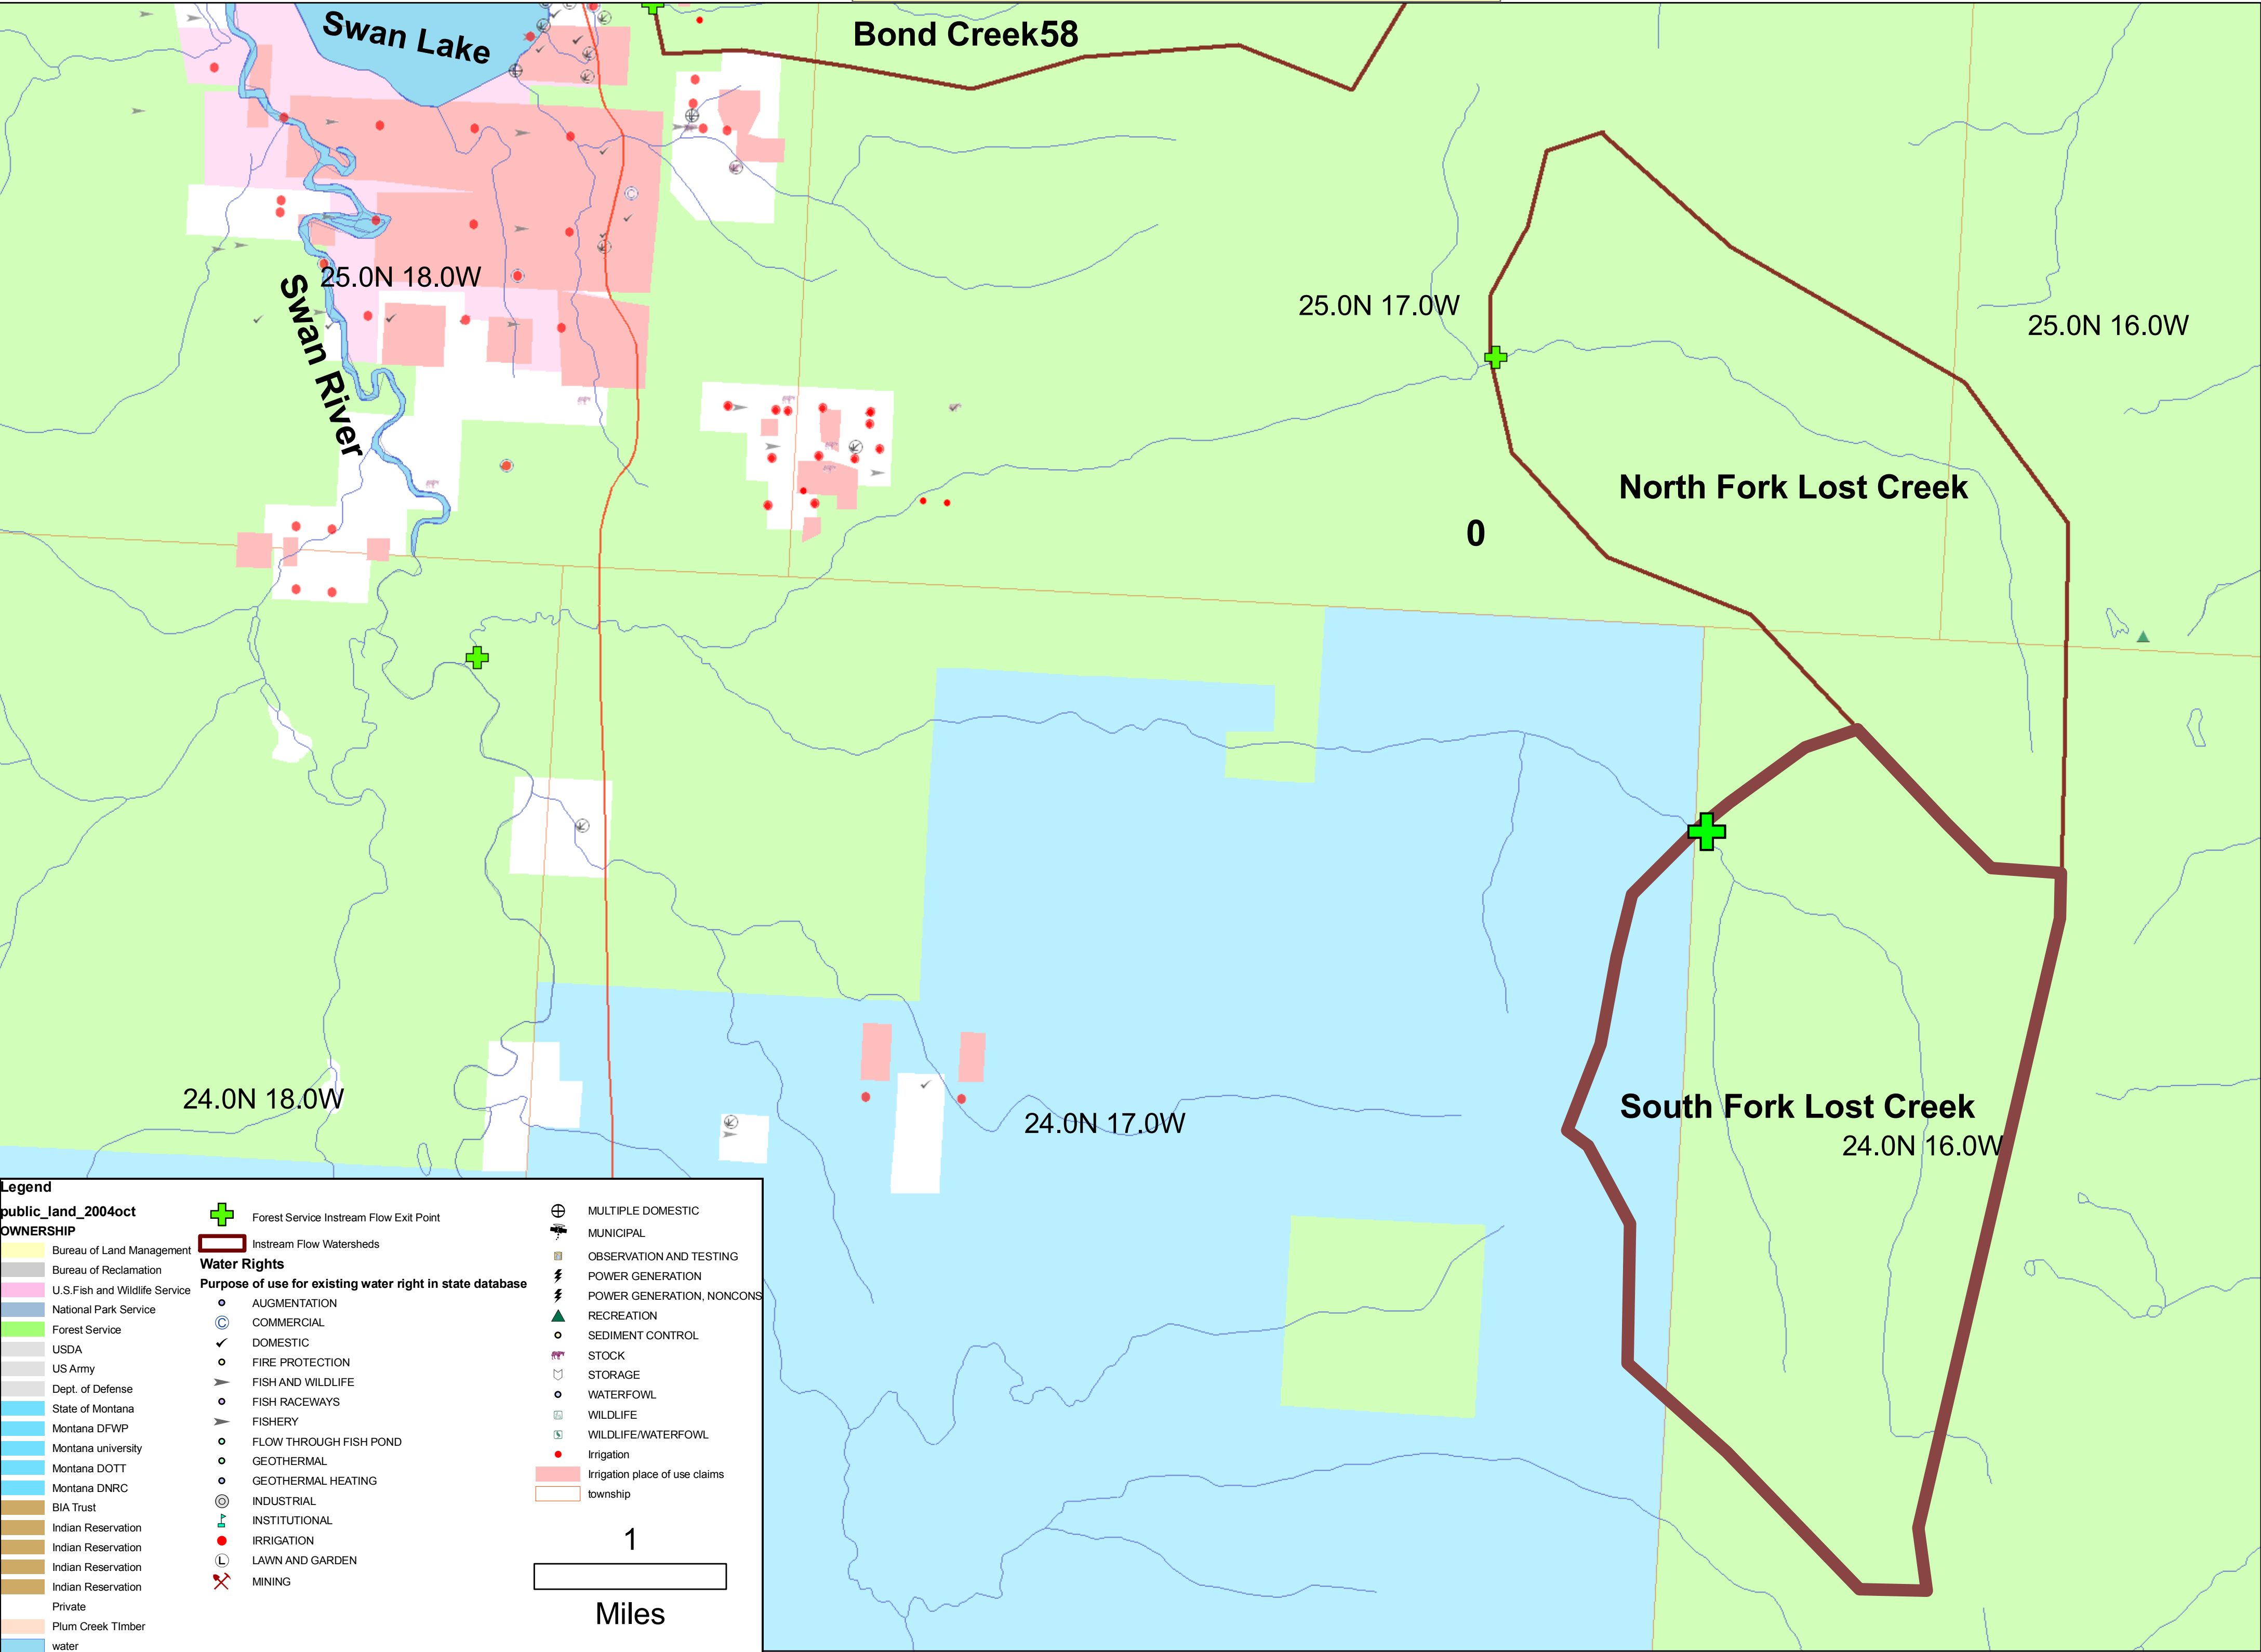 Swan Lake
Bond Creek58
25.0N 18.0W
Swan River
25.0N 17.0W
25.0N 16.0W
North Fork Lost Creek
0
24.0N 18.0W
24.0N 17.0W
South Fork Lost Creek
24.0N 16.0W
Legend
public_land_2004oct
OWNERSHIP
Bureau of Land Management
Bureau of Reclamation
U.S.Fish and Wildlife Service
National Park Service
Forest Service
USDA
US Army
Dept. of Defense
State of Montana
Montana DFWP
Montana university
Montana DOTT
Montana DNRC
BIA Trust
Indian Reservation
Indian Reservation
Indian Reservation
Indian Reservation
Private
Plum Creek TImber
water
Forest Service Instream Flow Exit Point
Instream Flow Watersheds
Water Rights
Purpose of use for existing water right in state database
AUGMENTATION
C COMMERCIAL
DOMESTIC
FIRE PROTECTION
FISH AND WILDLIFE
FISH RACEWAYS
FISHERY
FLOW THROUGH FISH POND
GEOTHERMAL
GEOTHERMAL HEATING
INDUSTRIAL
INSTITUTIONAL
IRRIGATION
L LAWN AND GARDEN
MINING
MULTIPLE DOMESTIC
MUNICIPAL
OBSERVATION AND TESTING
POWER GENERATION
POWER GENERATION, NONCONS
RECREATION
SEDIMENT CONTROL
STOCK
STORAGE
WATERFOWL
WILDLIFE
WILDLIFE/WATERFOWL
Irrigation
Irrigation place of use claims
township
1
Miles